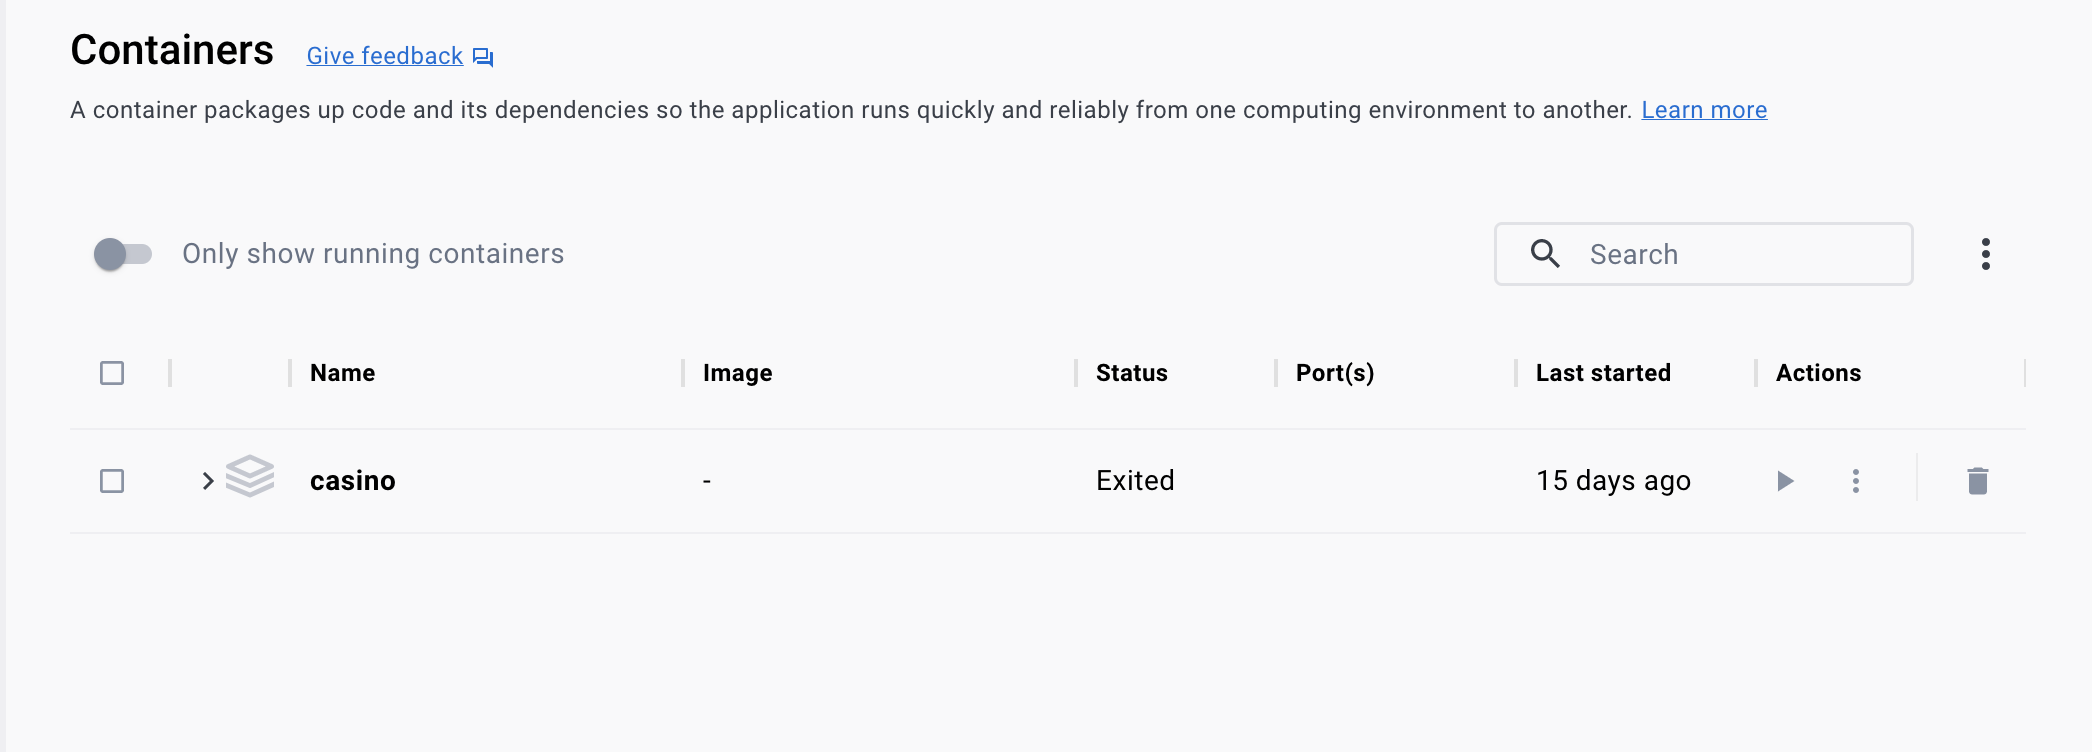 Containers Give feedback
A container packages up code and its dependencies so the application runs quickly and reliably from one computing environment to another. Learn more
Only show running containers Search
Name Image Status Port(s) Last started Actions
casino - Exited 15 days ago